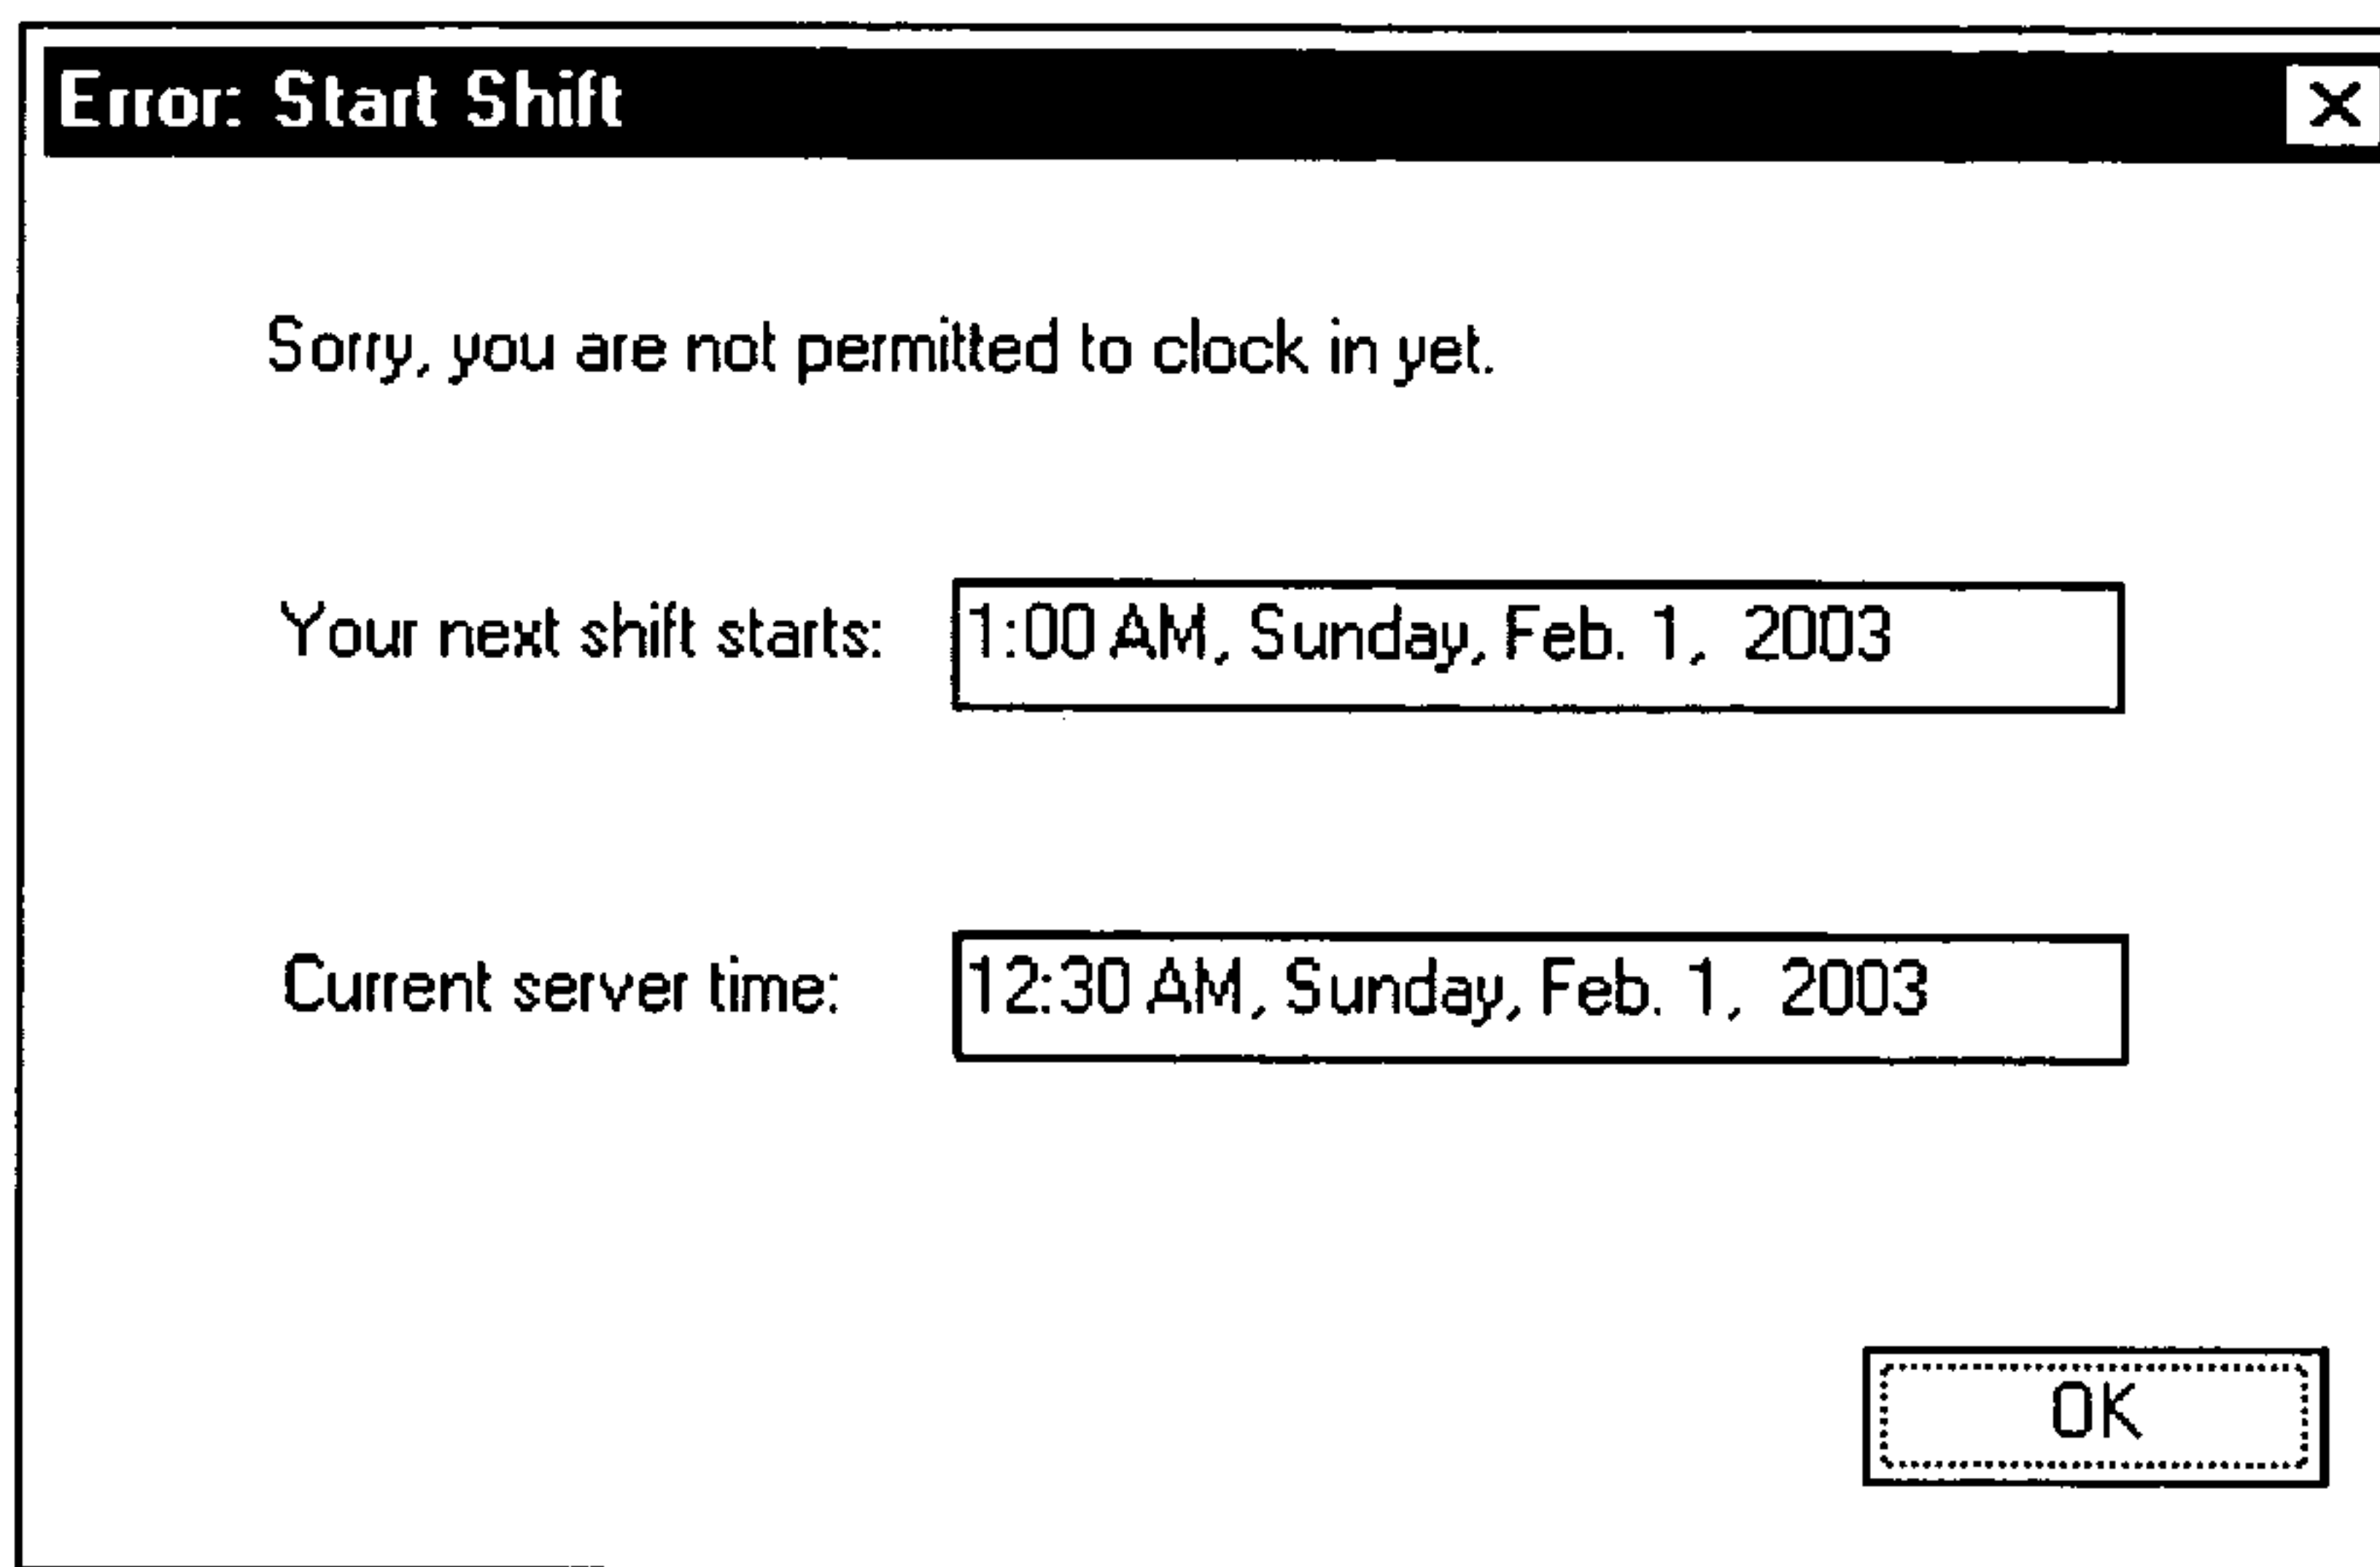 Error: Start Shift
Sorry, you are not permitted to clock in yet.
Your next shift starts: 1:00 AM, Sunday, Feb. 1, 2003
Current server time: 12:30 AM, Sunday, Feb. 1, 2003
OK